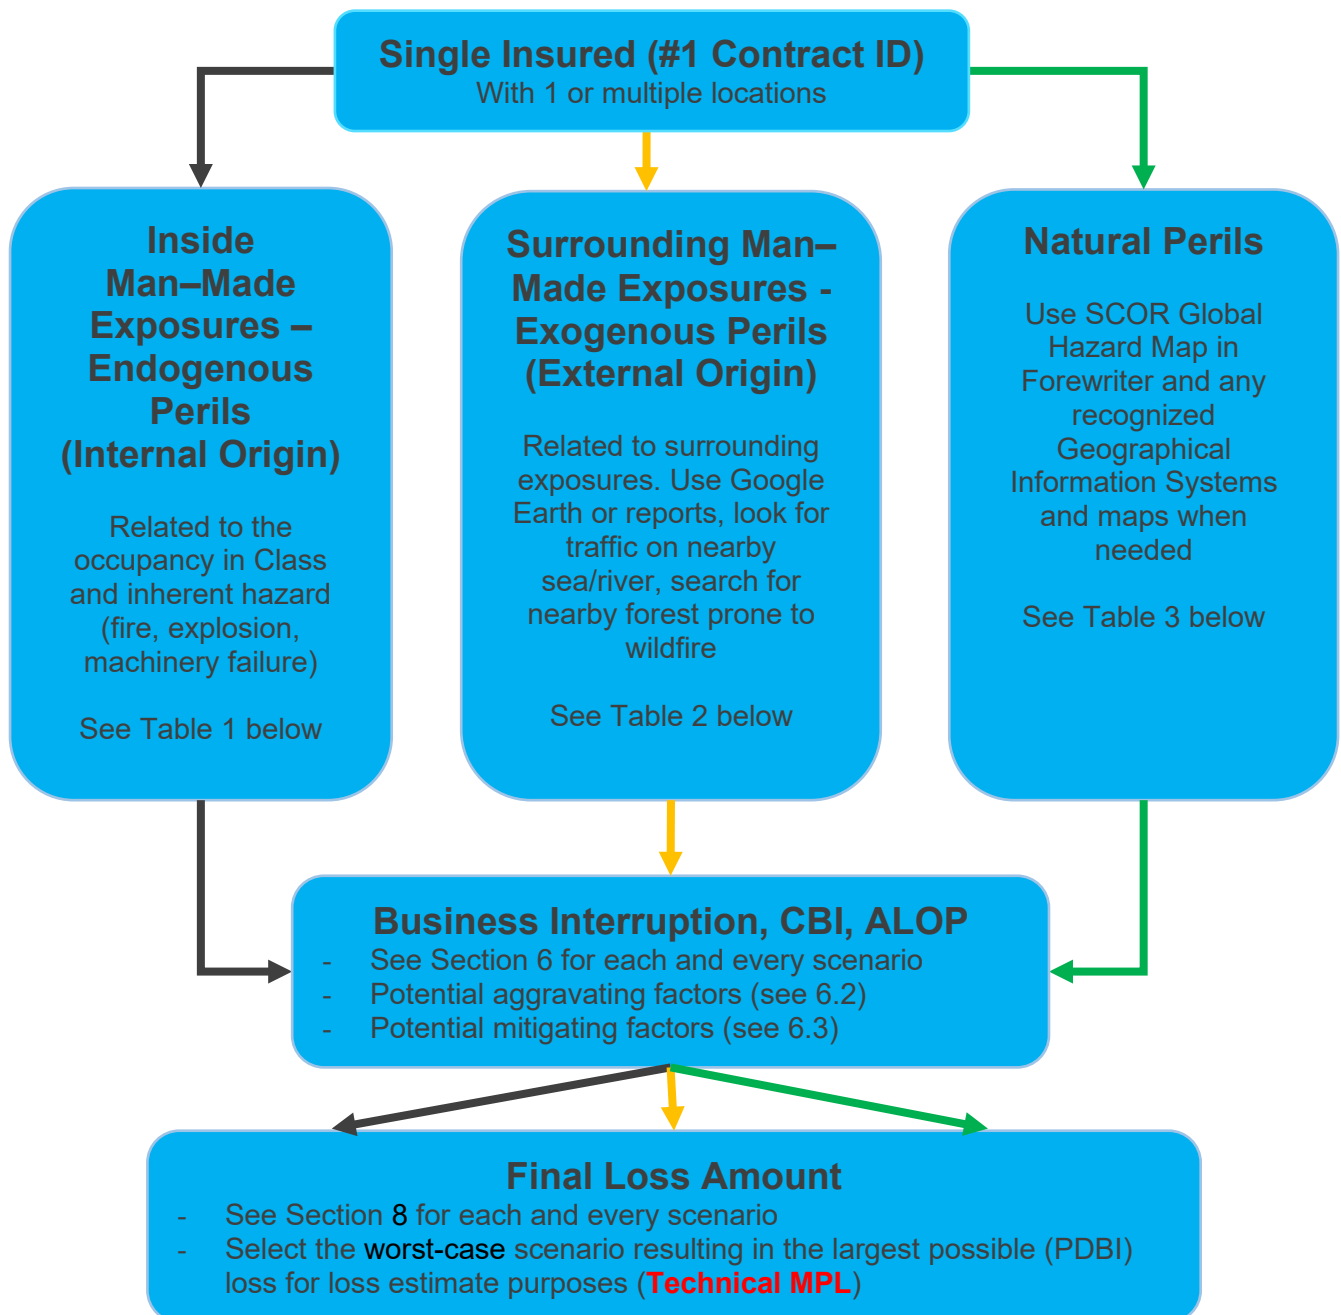 Single Insured (#1 Contract ID)
With 1 or multiple locations
Inside
Man–Made
Exposures –
Endogenous
Perils
(Internal Origin)
Related to the
occupancy in Class
and inherent hazard
(fire, explosion,
machinery failure)
See Table 1 below
Surrounding Man–
Made Exposures -
Exogenous Perils
(External Origin)
Related to surrounding
exposures. Use Google
Earth or reports, look for
traffic on nearby
sea/river, search for
nearby forest prone to
wildfire
See Table 2 below
Natural Perils
Use SCOR Global
Hazard Map in
Forewriter and any
recognized
Geographical
Information Systems
and maps when
needed
See Table 3 below
Business Interruption, CBI, ALOP
- See Section 6 for each and every scenario
- Potential aggravating factors (see 6.2)
- Potential mitigating factors (see 6.3)
Final Loss Amount
- See Section 8 for each and every scenario
- Select the worst-case scenario resulting in the largest possible (PDBI)
loss for loss estimate purposes (Technical MPL)